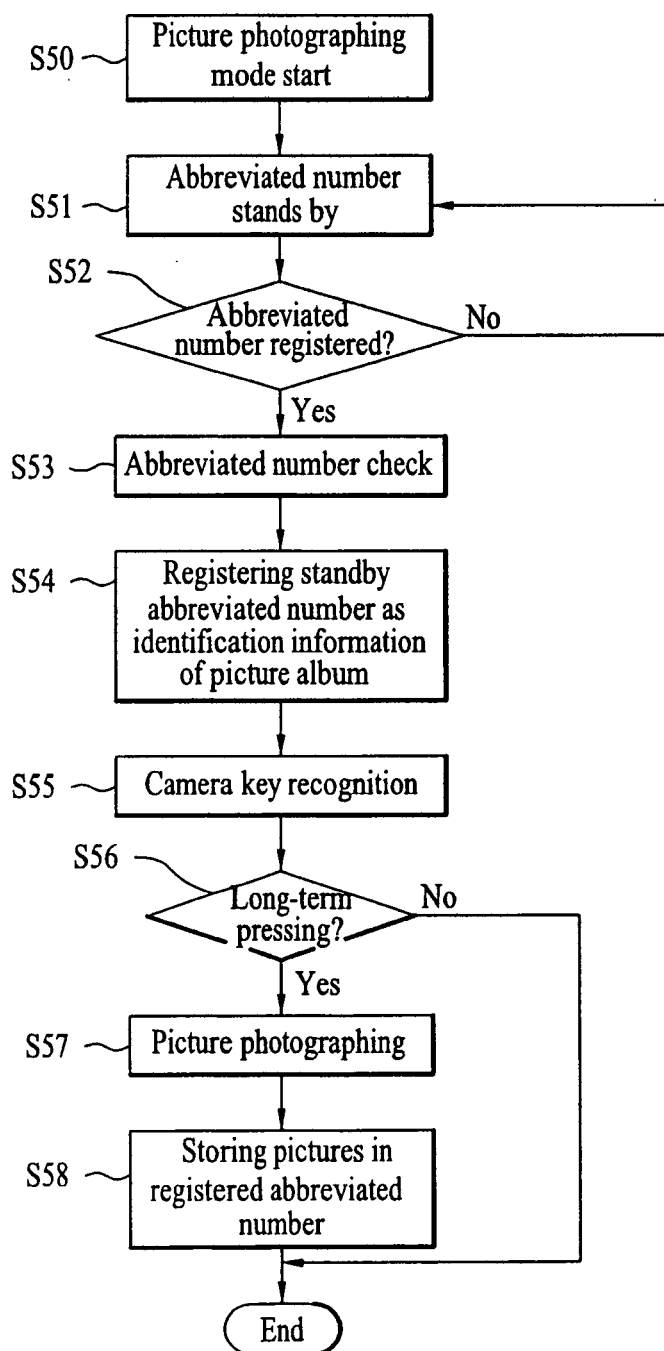 S50
Picture photographing
mode start
S51
Abbreviated number
stands by
S52
Abbreviated
number registered?
No
Yes
S53
Abbreviated number check
S54
Registering standby
abbreviated number as
identification information
of picture album
S55
Camera key recognition
S56
Long-term
pressing?
No
Yes
S57
Picture photographing
S58
Storing pictures in
registered abbreviated
number
End